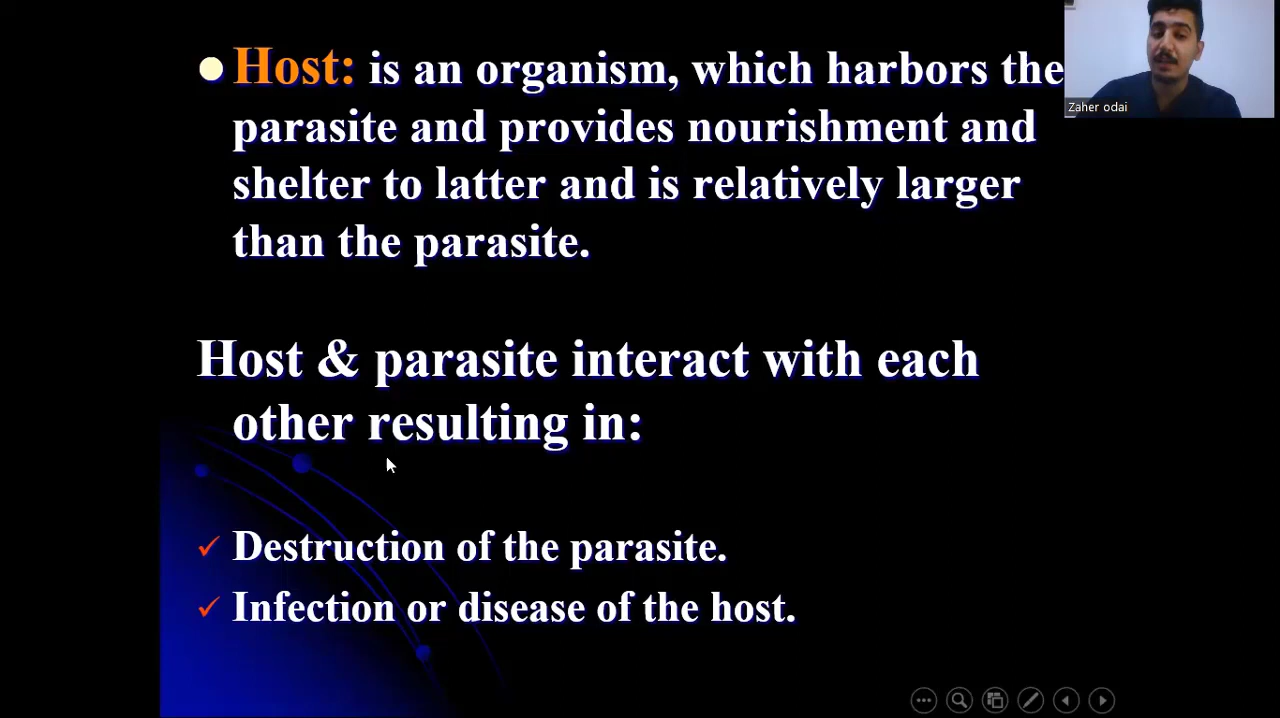 Host: is an organism, which harbors the
parasite and provides nourishment and
shelter to latter and is relatively larger
than the parasite.
Host & parasite interact with each
other resulting in:
Destruction of the parasite.
Infection or disease of the host.
Zaher odai